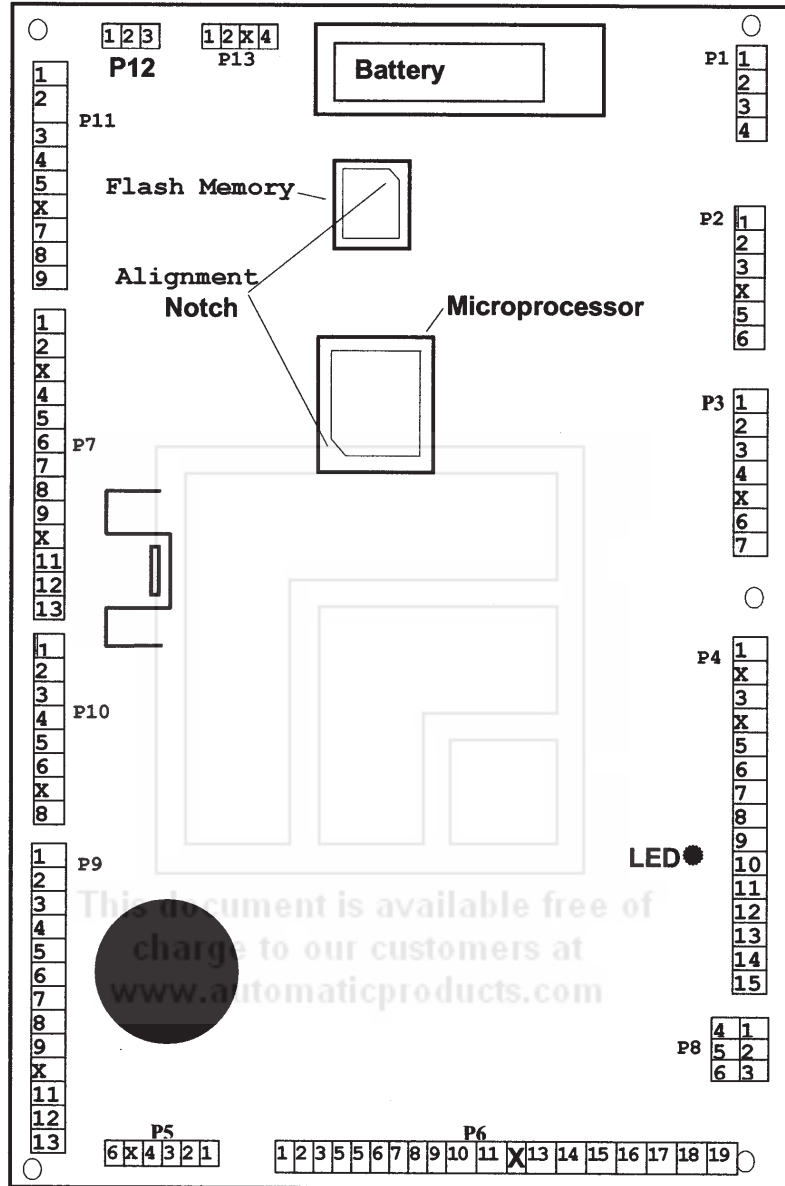 1 2 3
P12
1 2 X 4
P13
Battery
P1
1
2
3
4
1
2
P11
3
4
5
X
7
8
9
Flash Memory
P2
1
2
3
X
5
6
Alignment
Notch
Microprocessor
1
2
X
4
5
6
P7
7
8
9
X
11
12
13
P3
1
2
3
4
X
6
7
1
2
3
4
P10
5
6
X
8
P4
1
X
3
X
5
6
7
8
9
10
11
12
13
14
15
LED
1
P9
2
3
4
5
6
7
8
9
X
11
12
13
This document is available free of
charge to our customers at
www.automaticproducts.com
P8
4 1
5 2
6 3
P5
6 X 4 3 2 1
P6
1 2 3 5 5 6 7 8 9 10 11 X 13 14 15 16 17 18 19